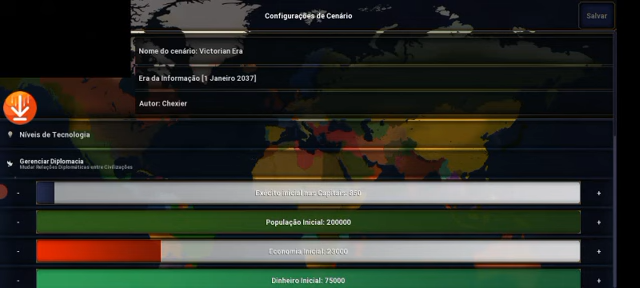 Configurações de Cenário
Salvar
Nome do cenário: Victorian Era
Era da Informação [1 Janeiro 2037]
Autor: Chexier
Níveis de Tecnologia
Gerenciar Diplomacia
Mudar Relações Diplomáticas entre Civilizações
- Exército Inicial nas Capitais: 350 +
- População Inicial: 200000 +
- Economia Inicial: 23000 +
- Dinheiro Inicial: 75000 +